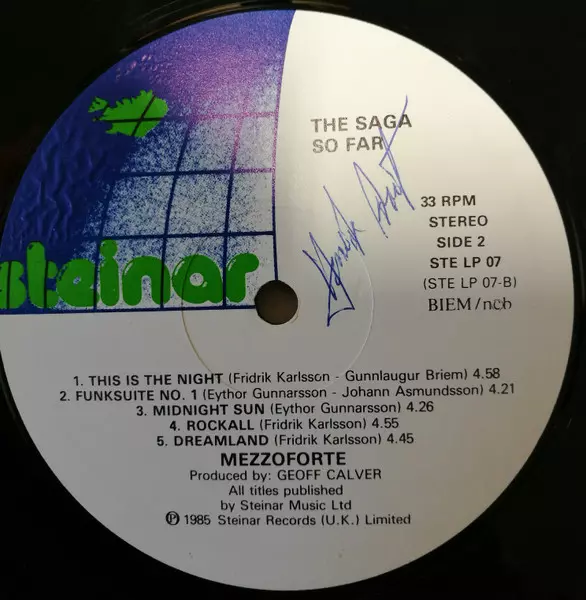 steinar
THE SAGA
SO FAR
33 RPM
STEREO
SIDE 2
STE LP 07
(STE LP 07-B)
BIEM/ncb
1. THIS IS THE NIGHT (Fridrik Karlsson - Gunnlaugur Briem) 4.58
2. FUNKSUITE NO. 1 (Eythor Gunnarsson - Johann Asmundsson) 4.21
3. MIDNIGHT SUN (Eythor Gunnarsson) 4.26
4. ROCKALL (Fridrik Karlsson) 4.55
5. DREAMLAND (Fridrik Karlsson) 4.45
MEZZOFORTE
Produced by: GEOFF CALVER
All titles published
by Steinar Music Ltd
Ⓟ 1985 Steinar Records (U.K.) Limited